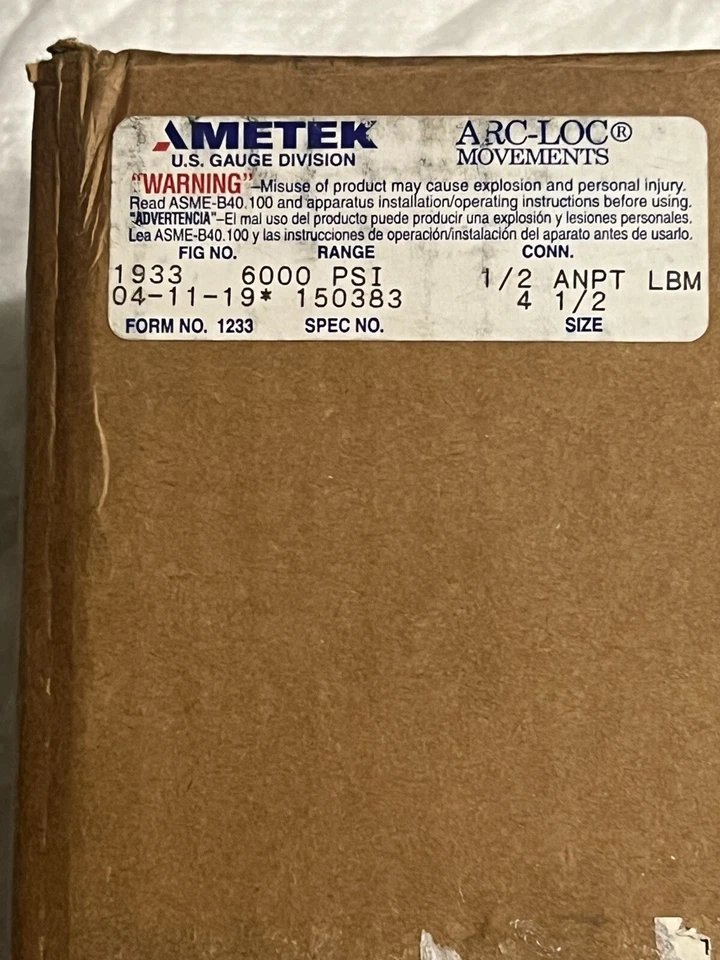 AMETEK® ARC-LOC®
U.S. GAUGE DIVISION MOVEMENTS
"WARNING"–Misuse of product may cause explosion and personal injury.
Read ASME-B40.100 and apparatus installation/operating instructions before using.
"ADVERTENCIA"–El mal uso del producto puede producir una explosión y lesiones personales.
Lea ASME-B40.100 y las instrucciones de operación/instalación del aparato antes de usarlo.
FIG NO. RANGE CONN.
1933 6000 PSI 1/2 ANPT LBM
04-11-19* 150383 4 1/2
FORM NO. 1233 SPEC NO. SIZE